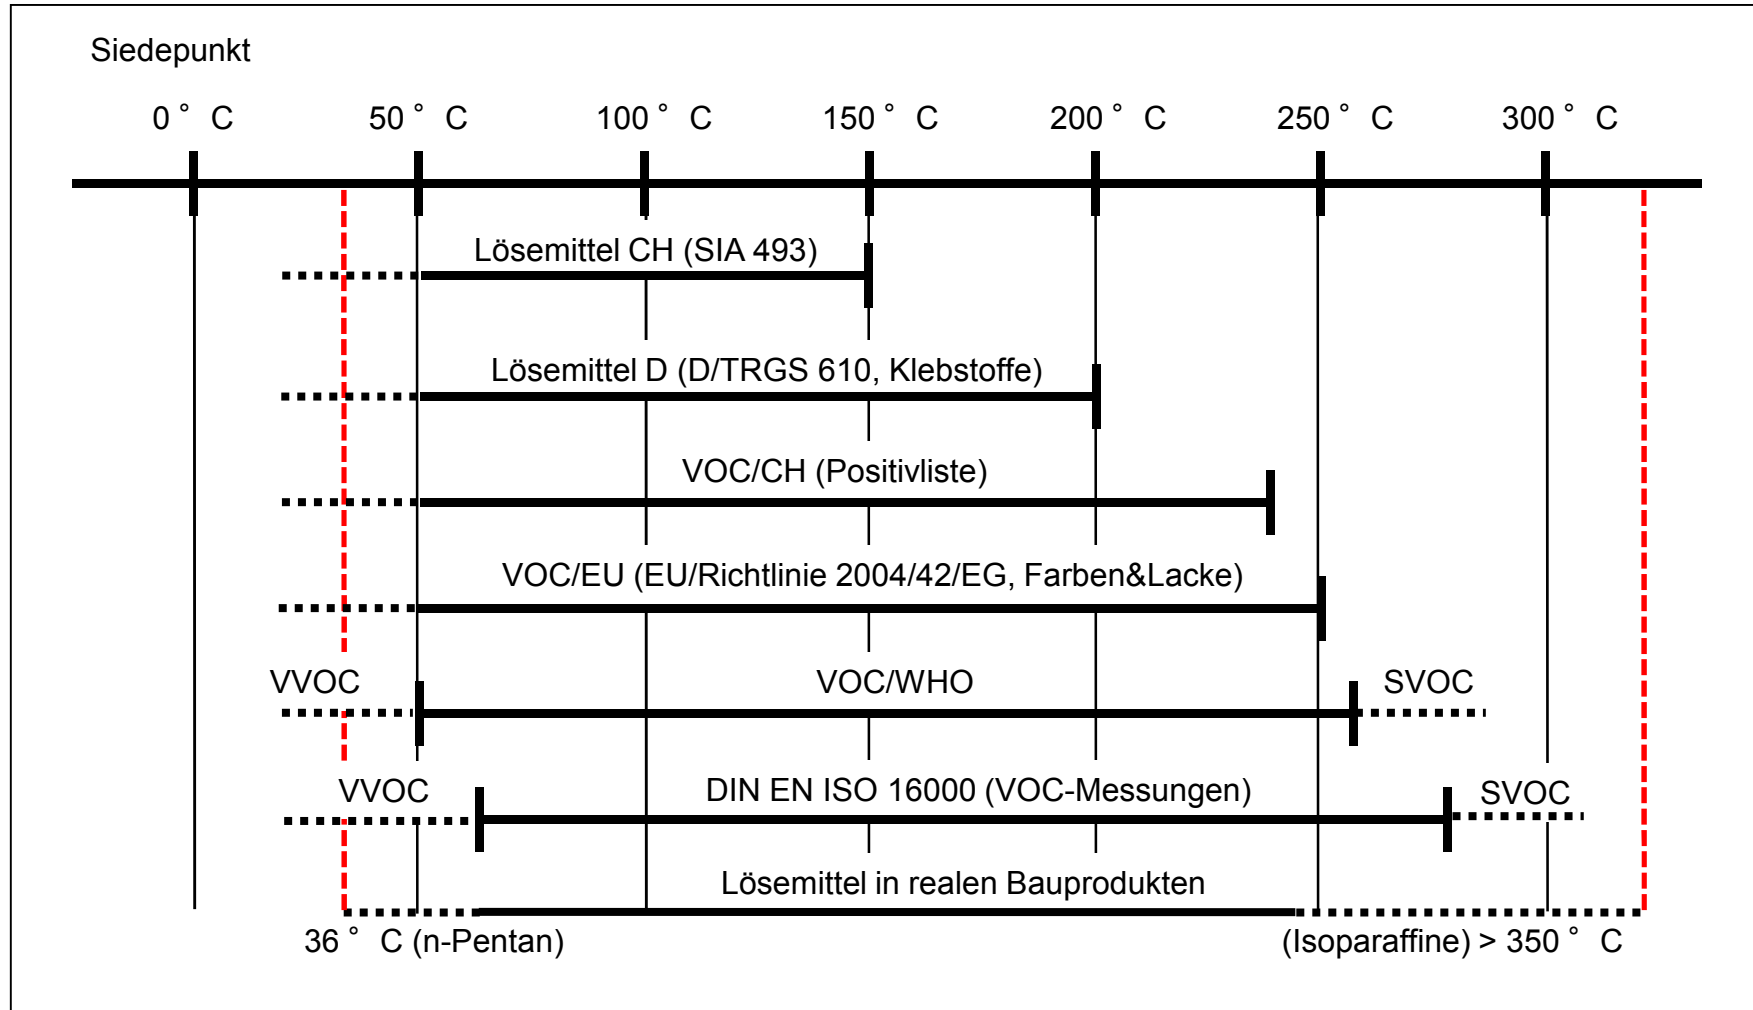 Siedepunkt
0 ° C 50 ° C 100 ° C 150 ° C 200 ° C 250 ° C 300 ° C
Lösemittel CH (SIA 493)
Lösemittel D (D/TRGS 610, Klebstoffe)
VOC/CH (Positivliste)
VOC/EU (EU/Richtlinie 2004/42/EG, Farben&Lacke)
VVOC VOC/WHO SVOC
VVOC DIN EN ISO 16000 (VOC-Messungen) SVOC
Lösemittel in realen Bauprodukten
36 ° C (n-Pentan) (Isoparaffine) > 350 ° C